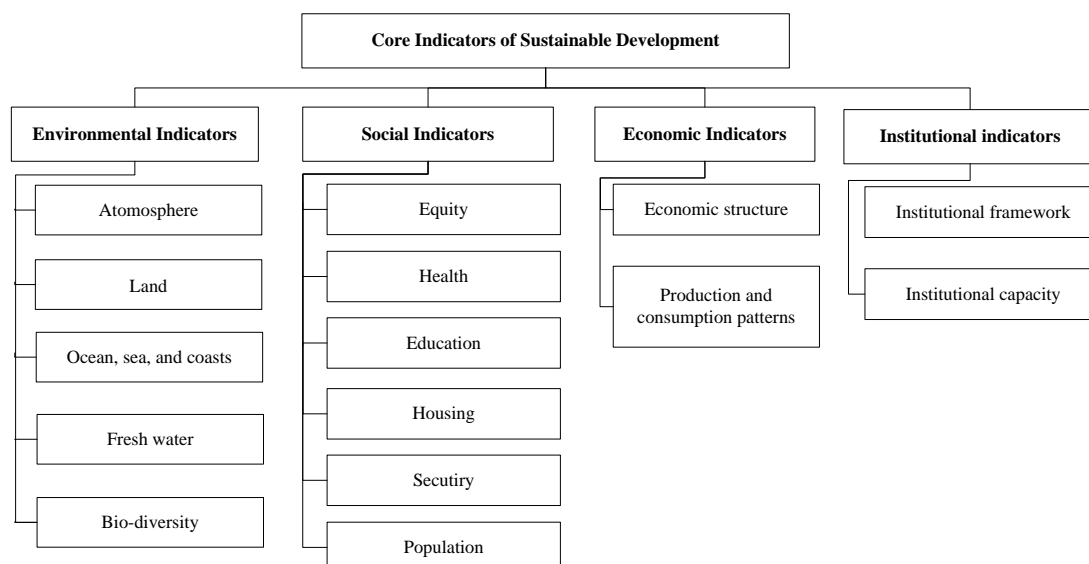 Core Indicators of Sustainable Development
Environmental Indicators
Atomosphere
Land
Ocean, sea, and coasts
Fresh water
Bio-diversity
Social Indicators
Equity
Health
Education
Housing
Secutiry
Population
Economic Indicators
Economic structure
Production and
consumption patterns
Institutional indicators
Institutional framework
Institutional capacity